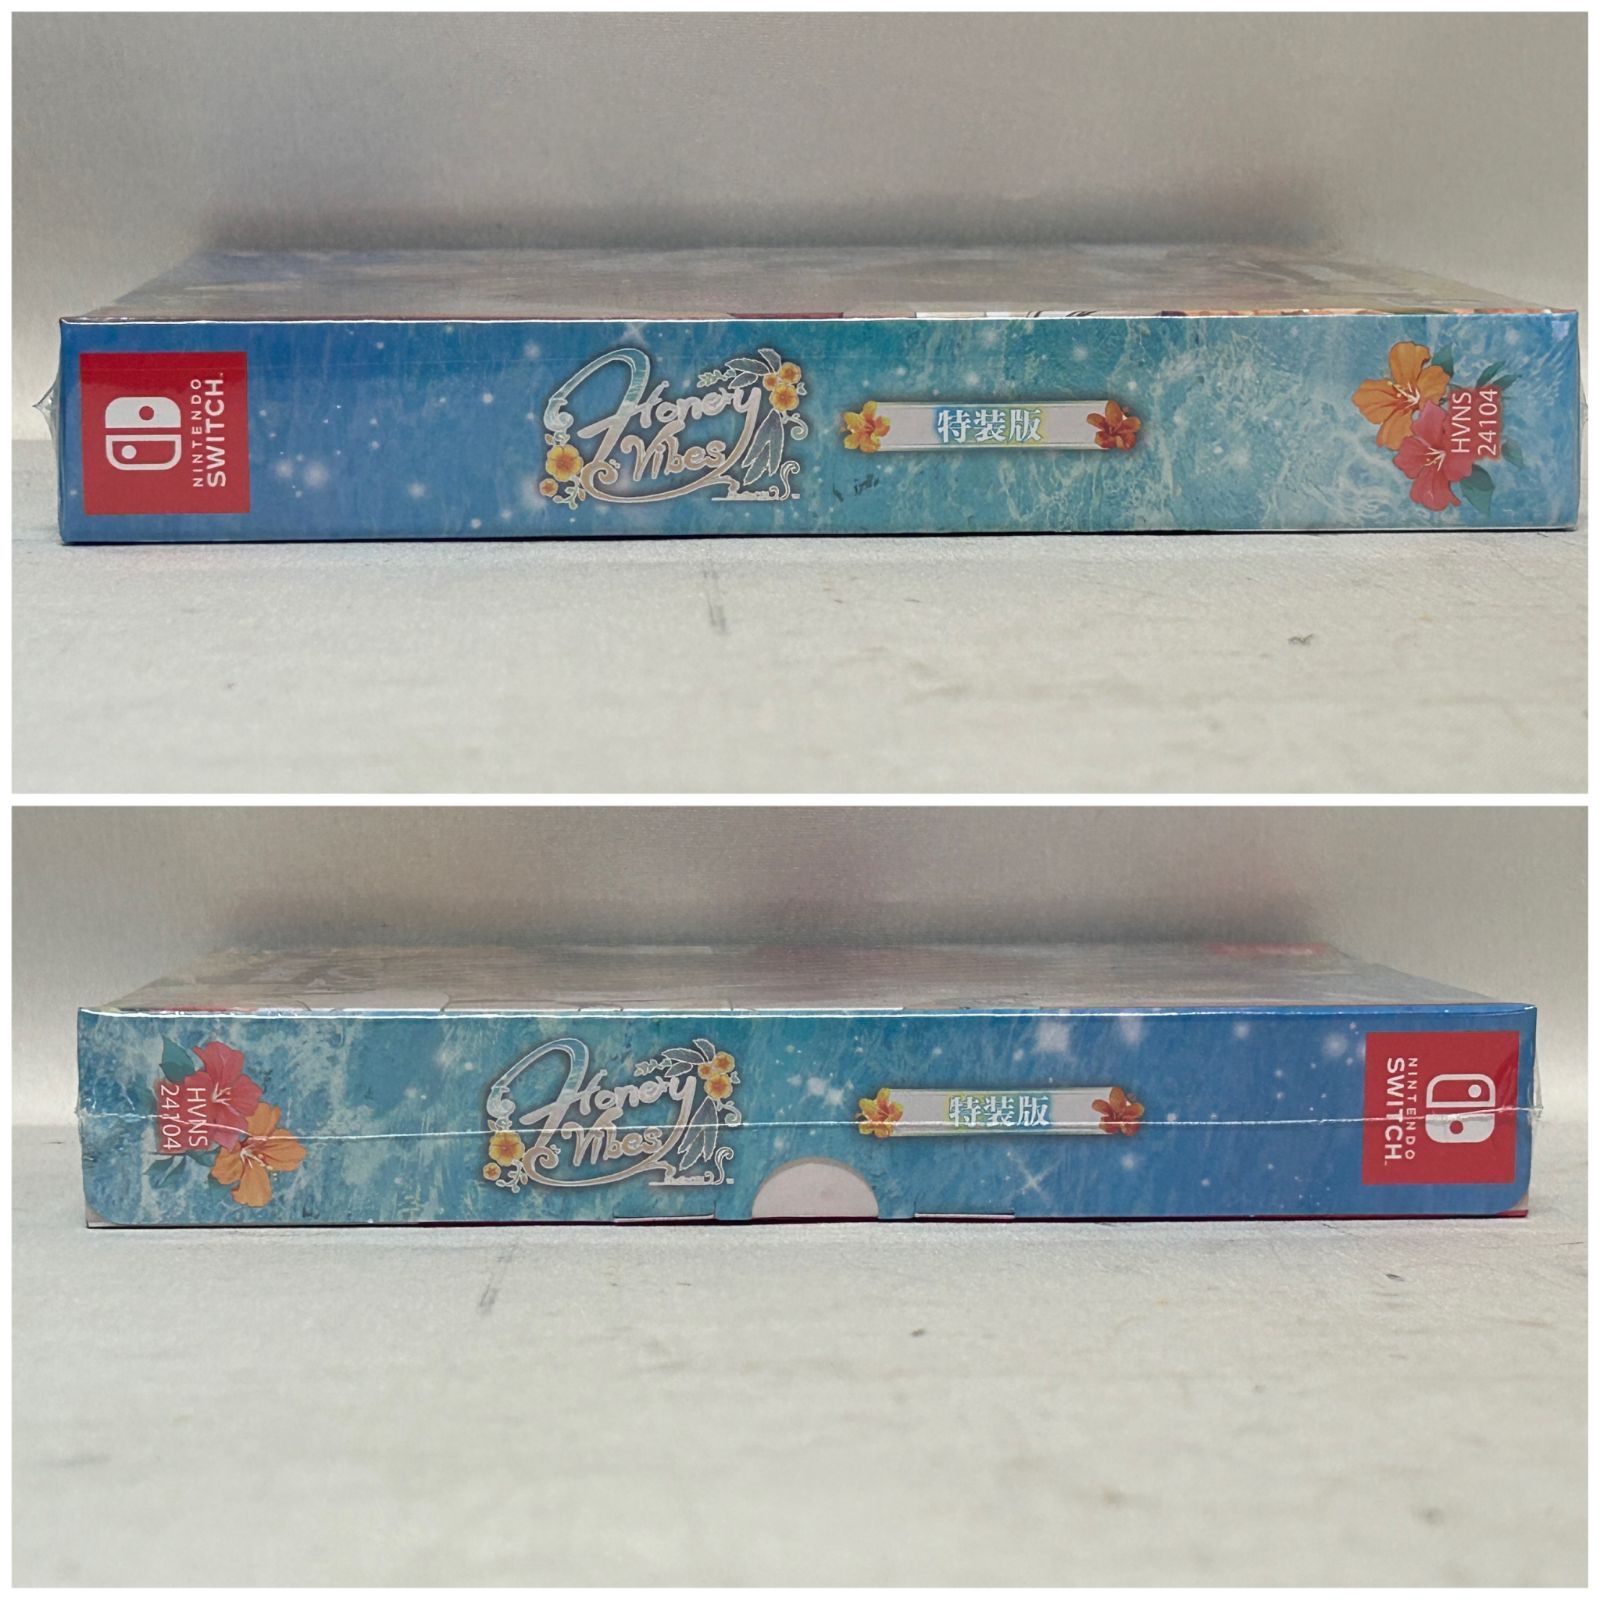 NINTENDO
SWITCH
Honey
Vibes
特装版
HVNS
24104
HVNS
24104
Honey
Vibes
特装版
NINTENDO
SWITCH